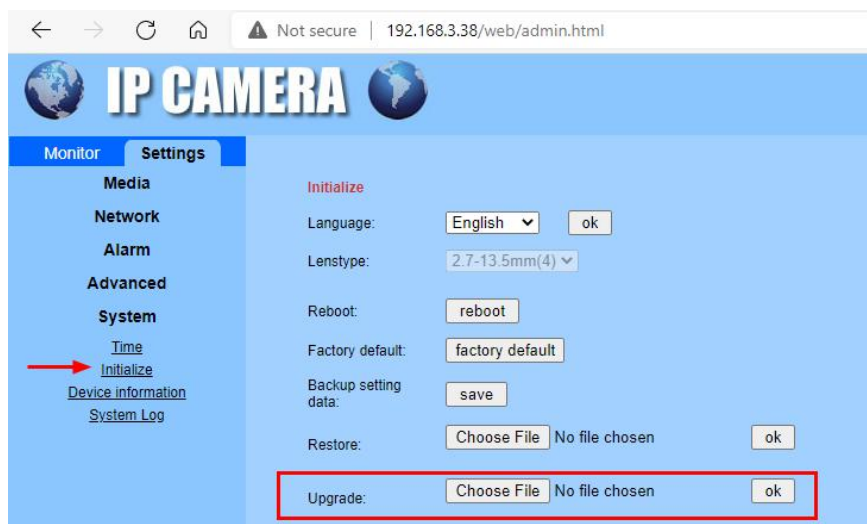 Not secure | 192.168.3.38/web/admin.html
IP CAMERA
Monitor Settings
Media
Network
Alarm
Advanced
System
Time
Initialize
Device information
System Log
Initialize
Language: English ok
Lenstype: 2.7-13.5mm(4)
Reboot: reboot
Factory default: factory default
Backup setting
data: save
Restore: Choose File No file chosen ok
Upgrade: Choose File No file chosen ok